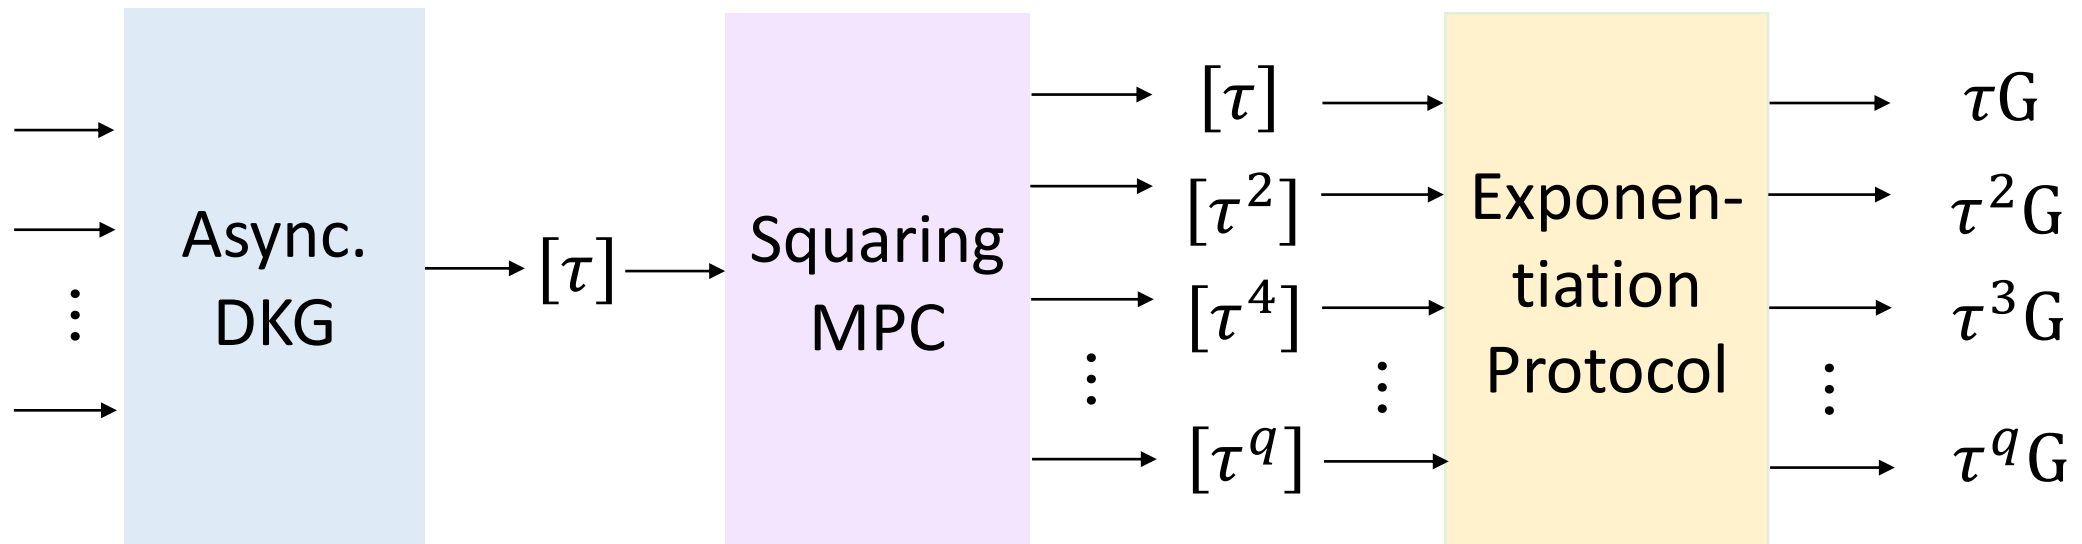 Async.
DKG
[τ]
Squaring
MPC
[τ]
[τ²]
[τ⁴]
⋮
[τ^q]
Exponen-
tiation
Protocol
τG
τ²G
τ³G
⋮
τ^qG